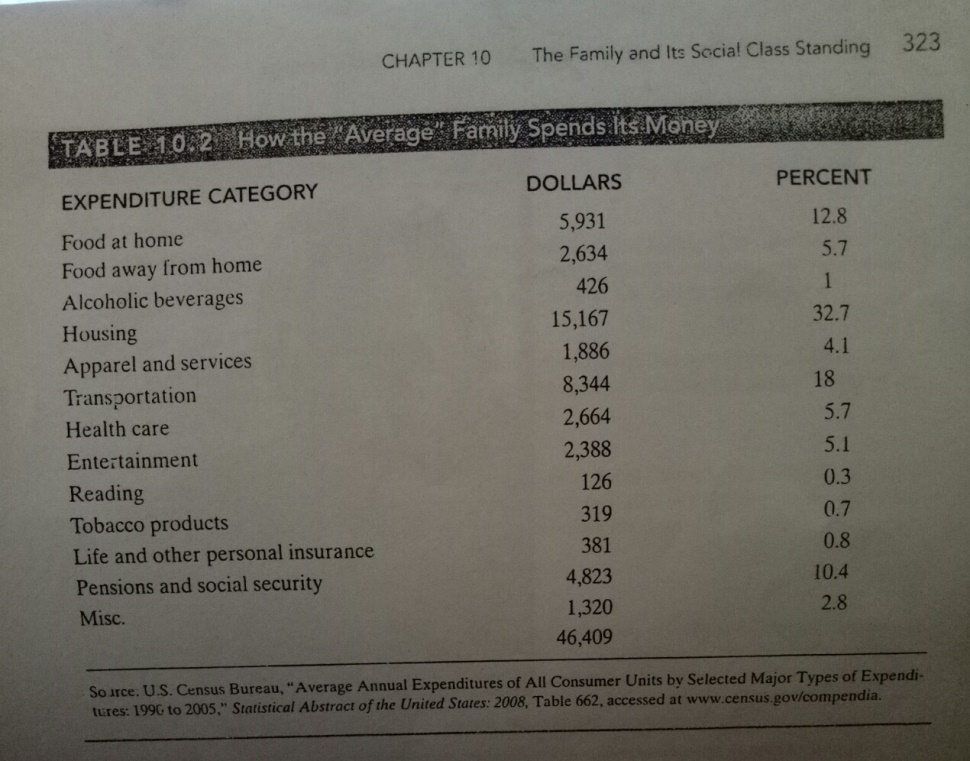 CHAPTER 10 The Family and Its Social Class Standing 323
TABLE 10.2 How the "Average" Family Spends Its Money
EXPENDITURE CATEGORY DOLLARS PERCENT
Food at home 5,931 12.8
Food away from home 2,634 5.7
Alcoholic beverages 426 1
Housing 15,167 32.7
Apparel and services 1,886 4.1
Transportation 8,344 18
Health care 2,664 5.7
Entertainment 2,388 5.1
Reading 126 0.3
Tobacco products 319 0.7
Life and other personal insurance 381 0.8
Pensions and social security 4,823 10.4
Misc. 1,320 2.8
46,409
Source. U.S. Census Bureau, "Average Annual Expenditures of All Consumer Units by Selected Major Types of Expendi-
tures: 1990 to 2005," Statistical Abstract of the United States: 2008, Table 662, accessed at www.census.gov/compendia.